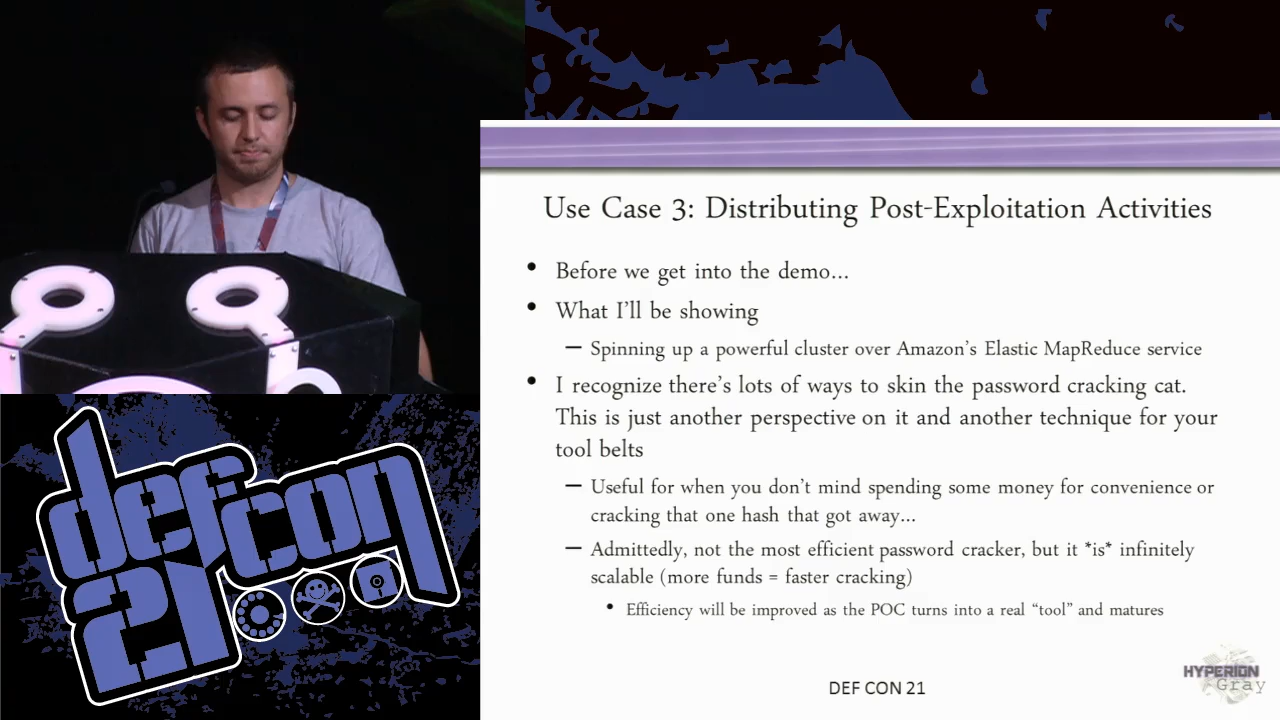 Use Case 3: Distributing Post-Exploitation Activities
• Before we get into the demo...
• What I'll be showing
– Spinning up a powerful cluster over Amazon's Elastic MapReduce service
• I recognize there's lots of ways to skin the password cracking cat.
This is just another perspective on it and another technique for your
tool belts
– Useful for when you don't mind spending some money for convenience or
cracking that one hash that got away...
– Admittedly, not the most efficient password cracker, but it *is* infinitely
scalable (more funds = faster cracking)
• Efficiency will be improved as the POC turns into a real “tool” and matures
DEF CON 21
HYPERION
Gray
defcon
21